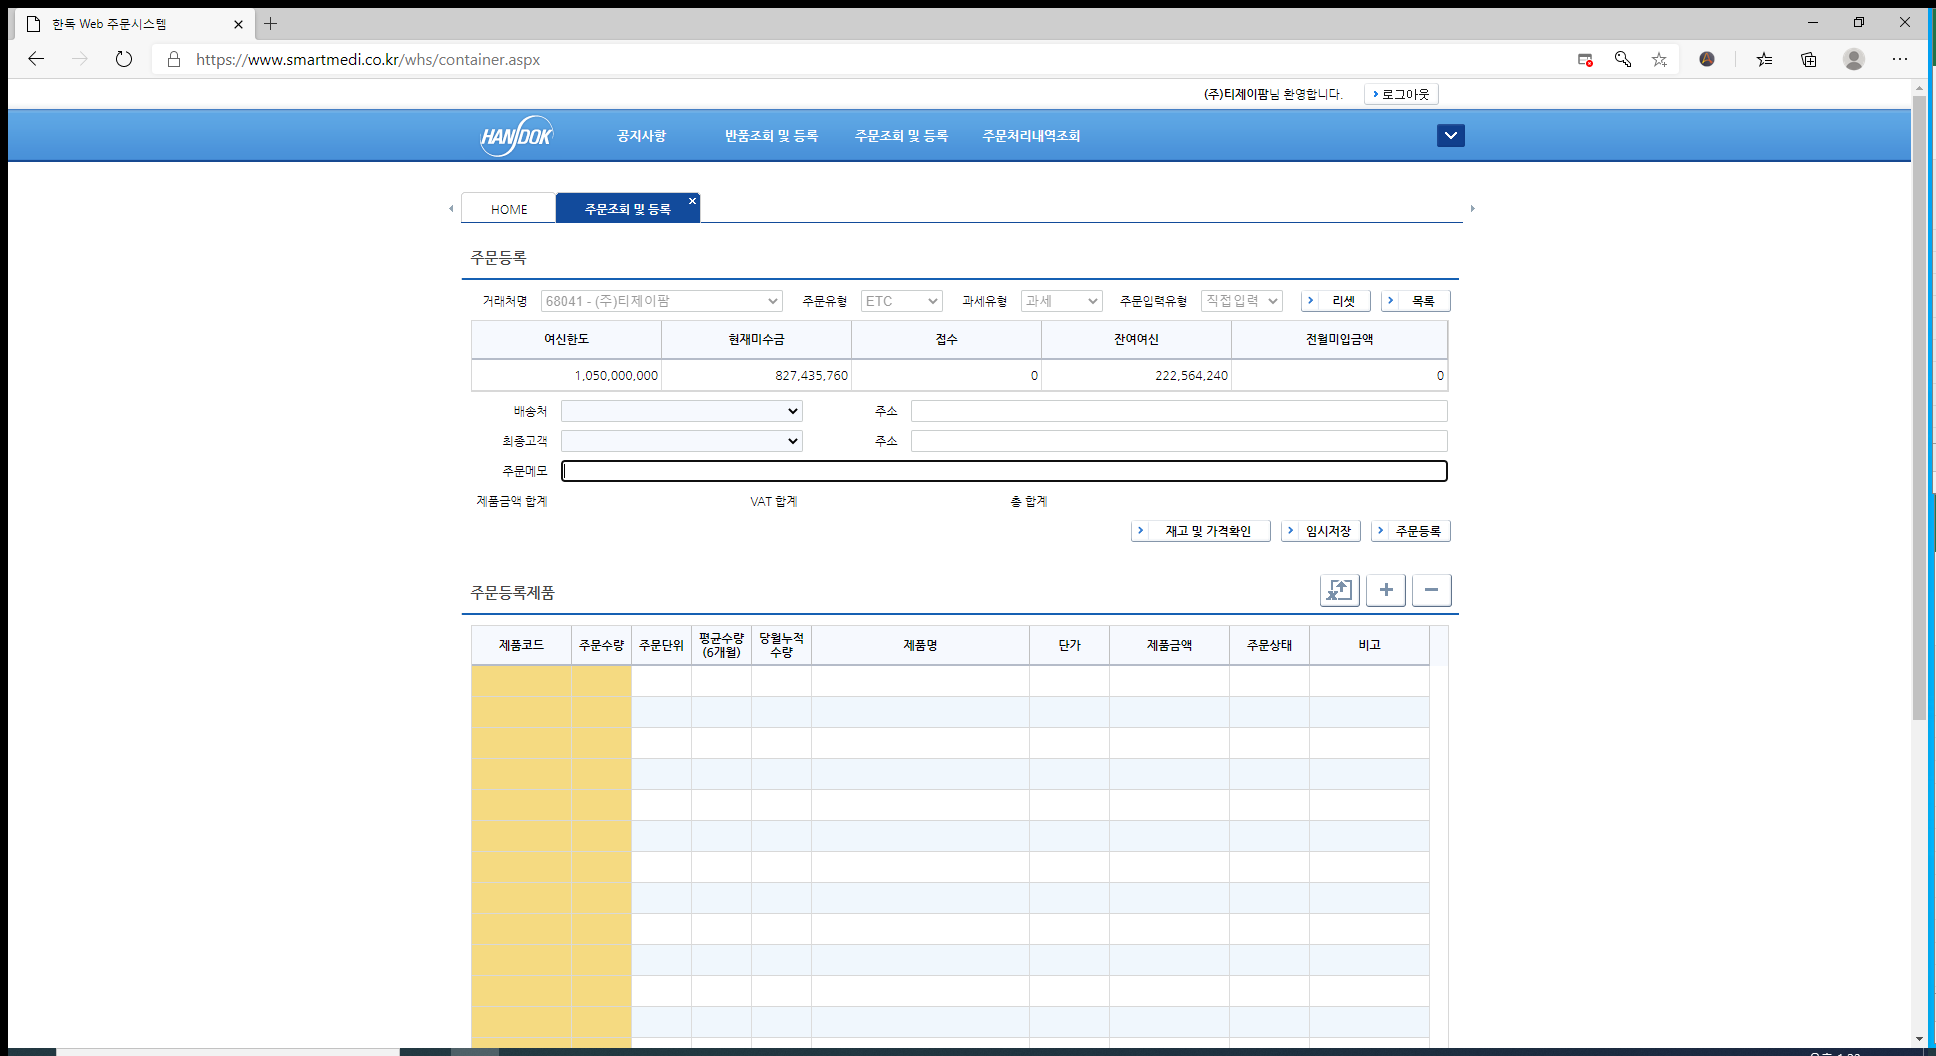 한독 Web 주문시스템
https://www.smartmedi.co.kr/whs/container.aspx
(주)티제이팜님 환영합니다. 로그아웃
HANDOK 공지사항 반품조회 및 등록 주문조회 및 등록 주문처리내역조회
HOME 주문조회 및 등록
주문등록
거래처명 68041 - (주)티제이팜 주문유형 ETC 과세유형 과세 주문입력유형 직접입력 리셋 목록
여신한도 현재미수금 접수 잔여여신 전월미입금액
1,050,000,000 827,435,760 0 222,564,240 0
배송처 주소
최종고객 주소
주문메모
제품금액 합계 VAT 합계 총 합계
재고 및 가격확인 임시저장 주문등록
주문등록제품
제품코드 주문수량 주문단위 평균수량 (6개월) 당월누적 수량 제품명 단가 제품금액 주문상태 비고